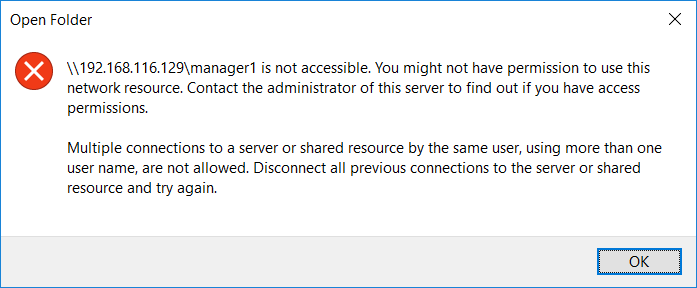 Open Folder
\\192.168.116.129\manager1 is not accessible. You might not have permission to use this
network resource. Contact the administrator of this server to find out if you have access
permissions.
Multiple connections to a server or shared resource by the same user, using more than one
user name, are not allowed. Disconnect all previous connections to the server or shared
resource and try again.
OK